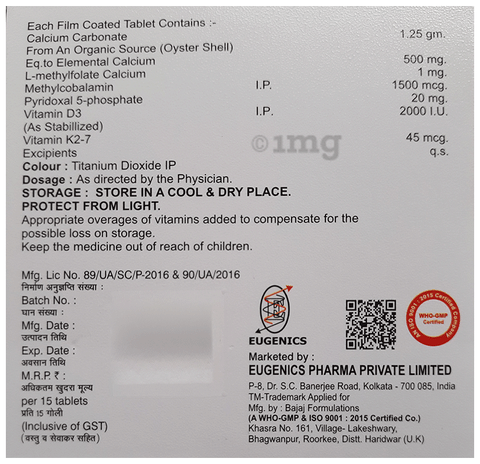 Each Film Coated Tablet Contains :-
Calcium Carbonate 1.25 gm.
From An Organic Source (Oyster Shell)
Eq.to Elemental Calcium 500 mg.
L-methylfolate Calcium 1 mg.
Methylcobalamin I.P. 1500 mcg.
Pyridoxal 5-phosphate 20 mg.
Vitamin D3 I.P. 2000 I.U.
(As Stabillized)
Vitamin K2-7 45 mcg.
Excipients q.s.
Colour : Titanium Dioxide IP
Dosage : As directed by the Physician.
STORAGE : STORE IN A COOL & DRY PLACE.
PROTECT FROM LIGHT.
Appropriate overages of vitamins added to compensate for the
possible loss on storage.
Keep the medicine out of reach of children.
©1mg
Mfg. Lic No. 89/UA/SC/P-2016 & 90/UA/2016
निर्माण अनुज्ञप्ति संख्या :
Batch No. :
घान संख्या :
Mfg. Date :
उत्पादन तिथि
Exp. Date :
अवसान तिथि
M.R.P. ₹ :
अधिकतम खुदरा मूल्य
per 15 tablets
प्रति 15 गोली
(Inclusive of GST)
(वस्तु व सेवाकर सहित)
EUGENICS
AN ISO 9001 : 2015 Certified Company
WHO-GMP
Certified
Marketed by :
EUGENICS PHARMA PRIVATE LIMITED
P-8, Dr. S.C. Banerjee Road, Kolkata - 700 085, India
TM-Trademark Applied for
Mfg. by : Bajaj Formulations
(A WHO-GMP & ISO 9001 : 2015 Certified Co.)
Khasra No. 161, Village- Lakeshwary,
Bhagwanpur, Roorkee, Distt. Haridwar (U.K)